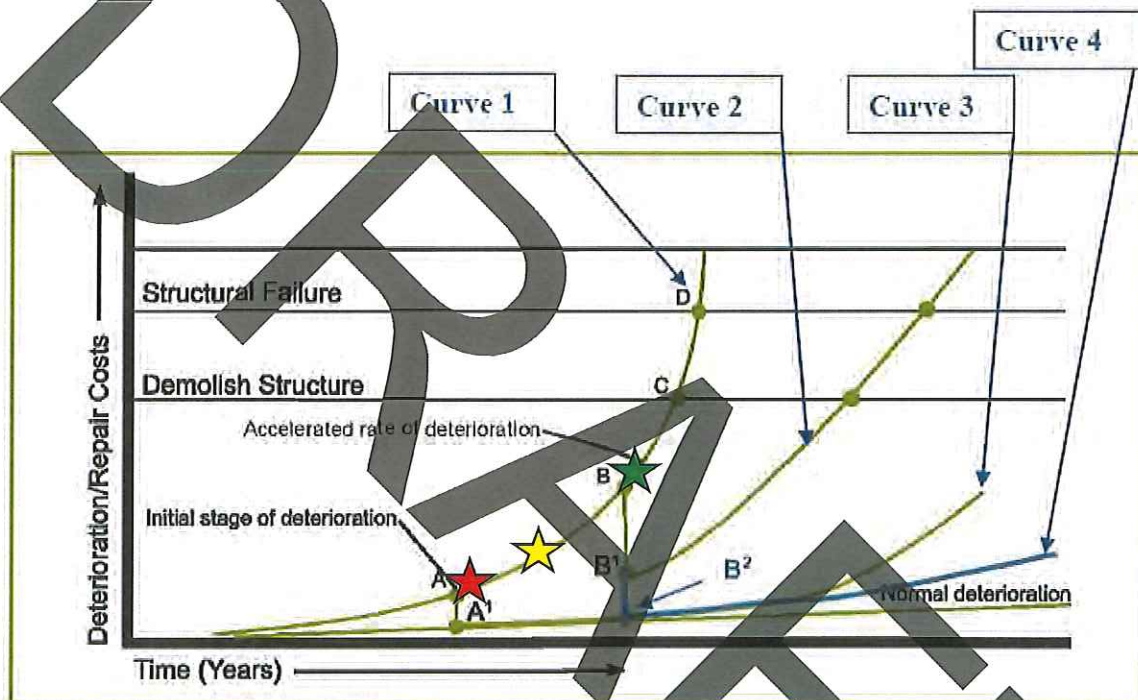 Curve 4
Curve 1
Curve 2
Curve 3
Structural Failure
D
Demolish Structure
C
Accelerated rate of deterioration
B
Initial stage of deterioration
A
A¹
B¹
B²
Normal deterioration
Deterioration/Repair Costs
Time (Years)
DRAF